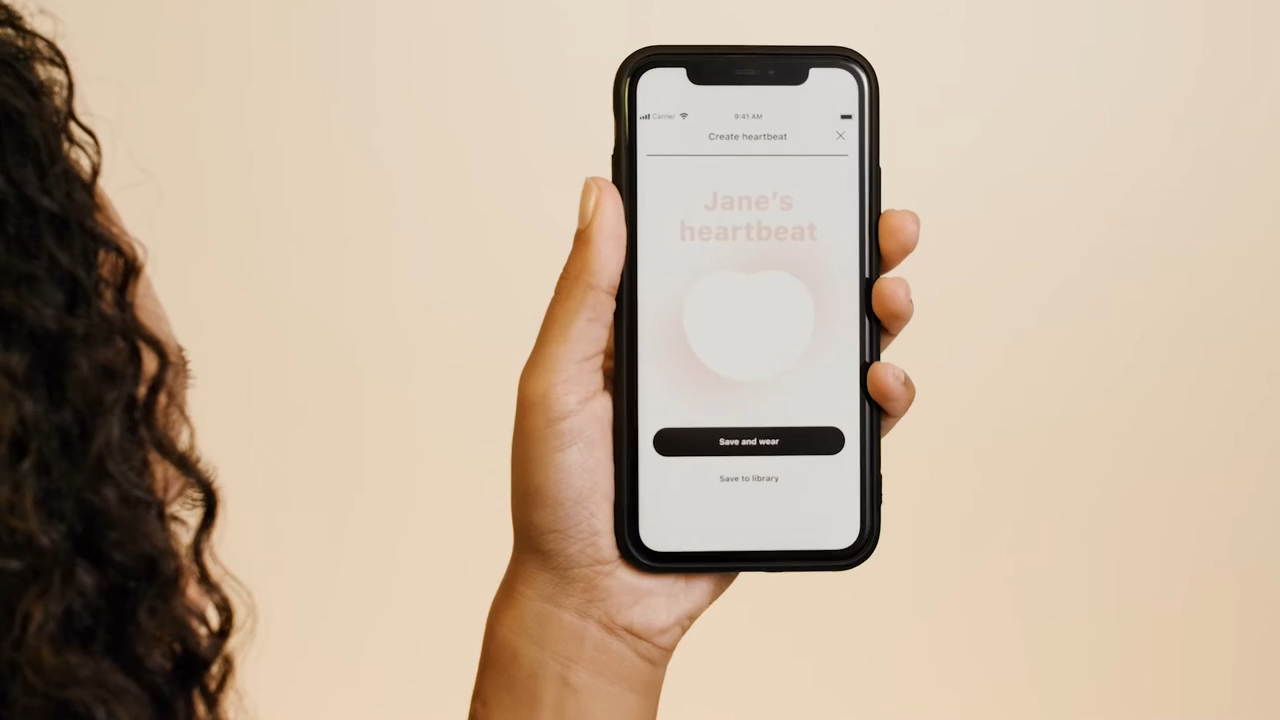 Carrier 9:41 AM
Create heartbeat
Jane's
heartbeat
Save and wear
Save to library